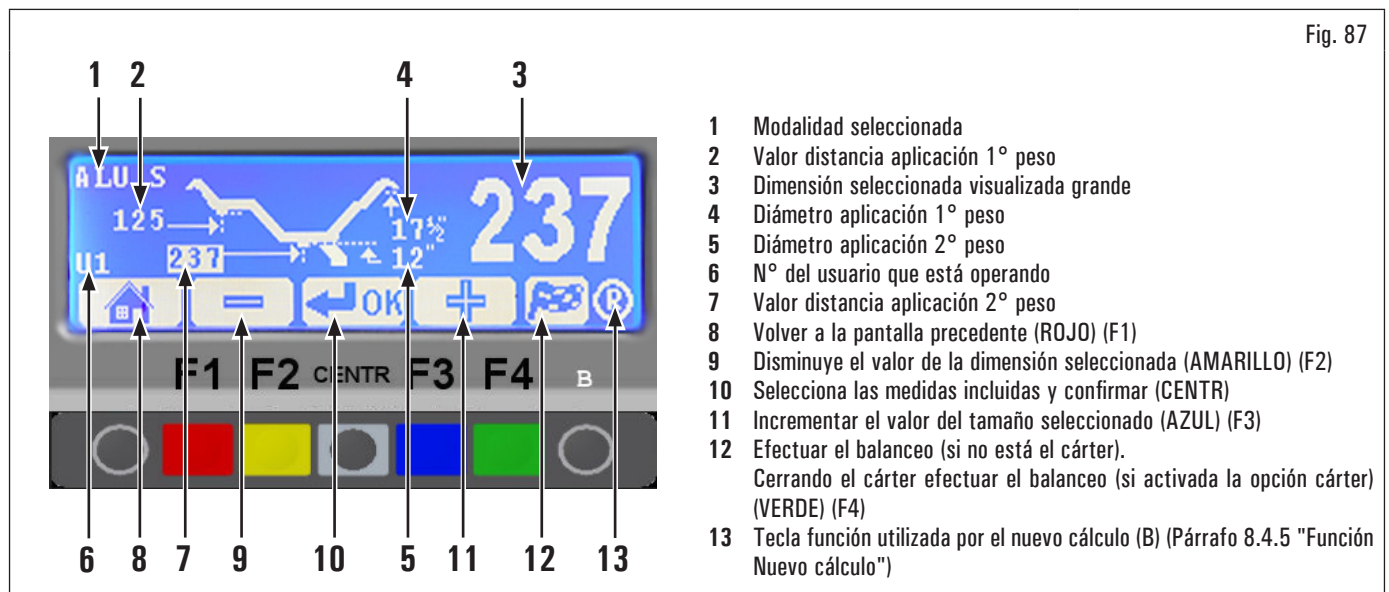 Fig. 87
1 2 4 3
ALU S
125
17½"
237
237
12"
U1
OK
R
F1 F2 CENTR F3 F4 B
6 8 7 9 10 5 11 12 13
1 Modalidad seleccionada
2 Valor distancia aplicación 1° peso
3 Dimensión seleccionada visualizada grande
4 Diámetro aplicación 1° peso
5 Diámetro aplicación 2° peso
6 N° del usuario que está operando
7 Valor distancia aplicación 2° peso
8 Volver a la pantalla precedente (ROJO) (F1)
9 Disminuye el valor de la dimensión seleccionada (AMARILLO) (F2)
10 Selecciona las medidas incluidas y confirmar (CENTR)
11 Incrementar el valor del tamaño seleccionado (AZUL) (F3)
12 Efectuar el balanceo (si no está el cárter).
Cerrando el cárter efectuar el balanceo (si activada la opción cárter)
(VERDE) (F4)
13 Tecla función utilizada por el nuevo cálculo (B) (Párrafo 8.4.5 "Función
Nuevo cálculo")